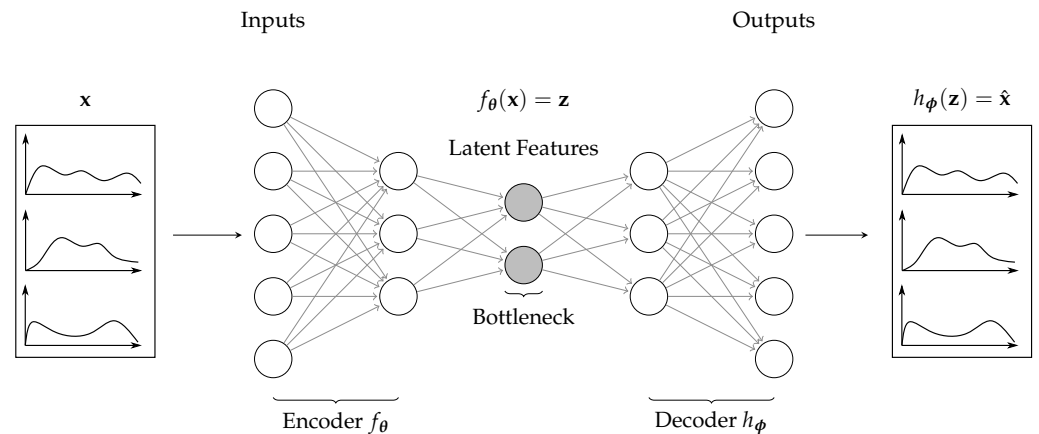 Inputs
Outputs
𝐱
f_𝛉(𝐱) = 𝐳
h_𝛟(𝐳) = 𝐱̂
Latent Features
Bottleneck
Encoder f_𝛉
Decoder h_𝛟